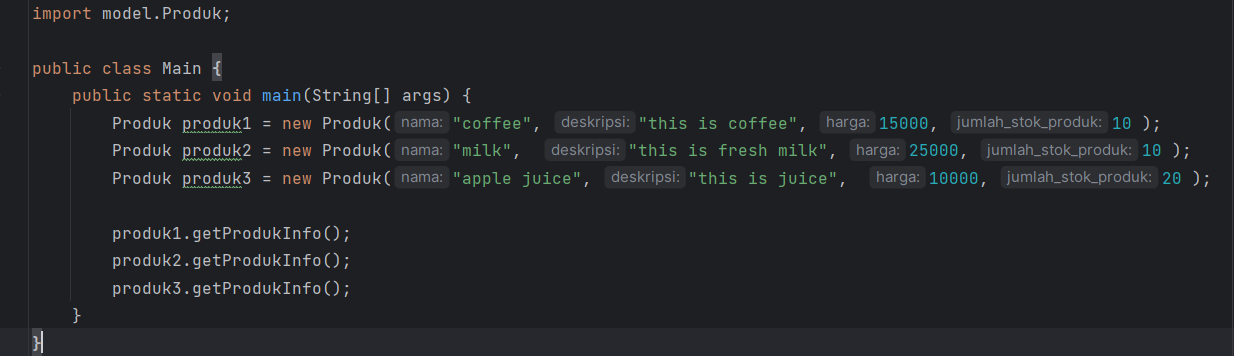 import model.Produk;
public class Main {
public static void main(String[] args) {
Produk produk1 = new Produk( nama: "coffee", deskripsi: "this is coffee", harga: 15000, jumlah_stok_produk: 10 );
Produk produk2 = new Produk( nama: "milk", deskripsi: "this is fresh milk", harga: 25000, jumlah_stok_produk: 10 );
Produk produk3 = new Produk( nama: "apple juice", deskripsi: "this is juice", harga: 10000, jumlah_stok_produk: 20 );
produk1.getProdukInfo();
produk2.getProdukInfo();
produk3.getProdukInfo();
}
}